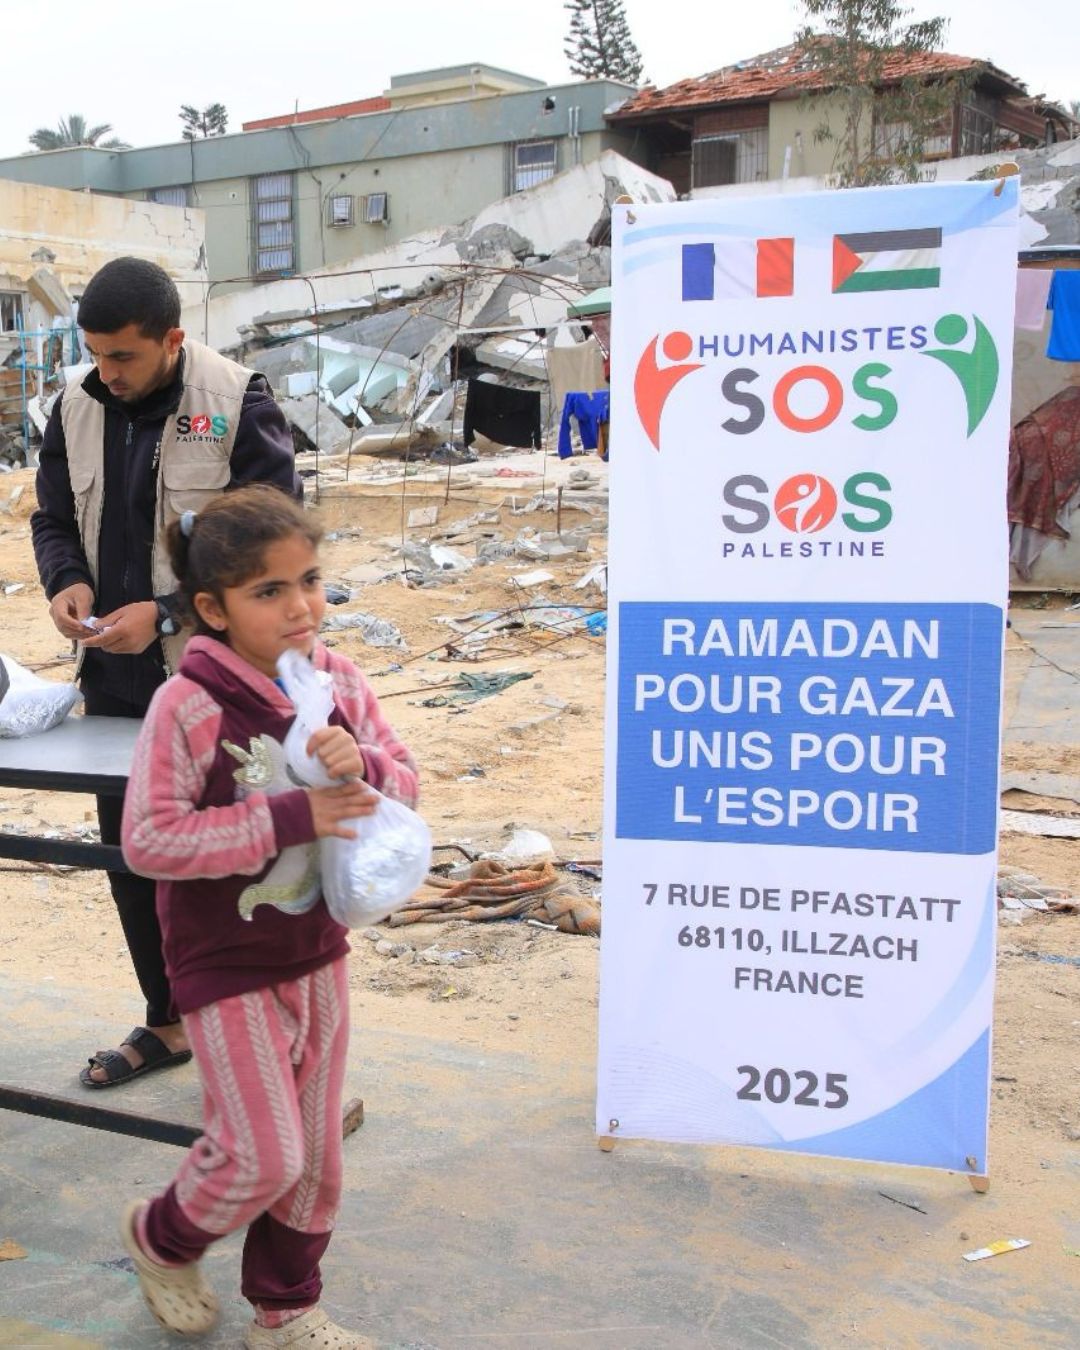 HUMANISTES
SOS
SOS
PALESTINE
RAMADAN
POUR GAZA
UNIS POUR
L'ESPOIR
7 RUE DE PFASTATT
68110, ILLZACH
FRANCE
2025
SOS
PALESTINE